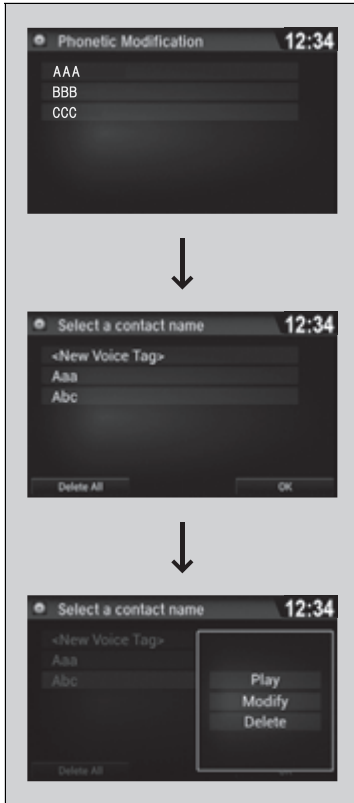 Phonetic Modification 12:34
AAA
BBB
CCC
Select a contact name 12:34
<New Voice Tag>
Aaa
Abc
Delete All OK
Select a contact name 12:34
<New Voice Tag>
Aaa
Abc
Play
Modify
Delete
Delete All